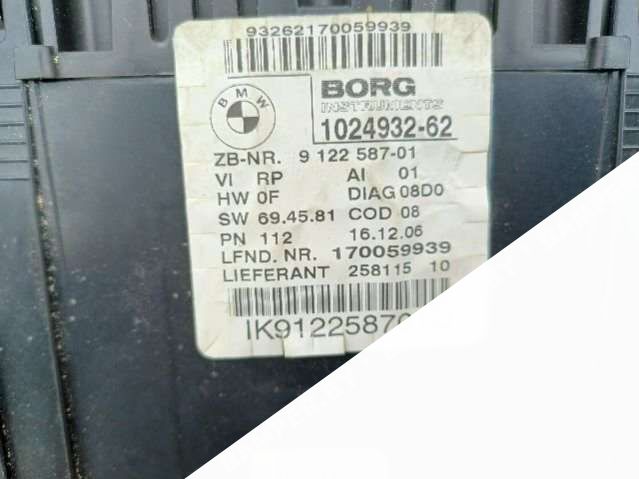 93262170059939
BMW
BORG
INSTRUMENTS
1024932-62
ZB-NR. 9 122 587-01
VI RP AI 01
HW 0F DIAG 08D0
SW 69.45.81 COD 08
PN 112 16.12.06
LFND. NR. 170059939
LIEFERANT 258115 10